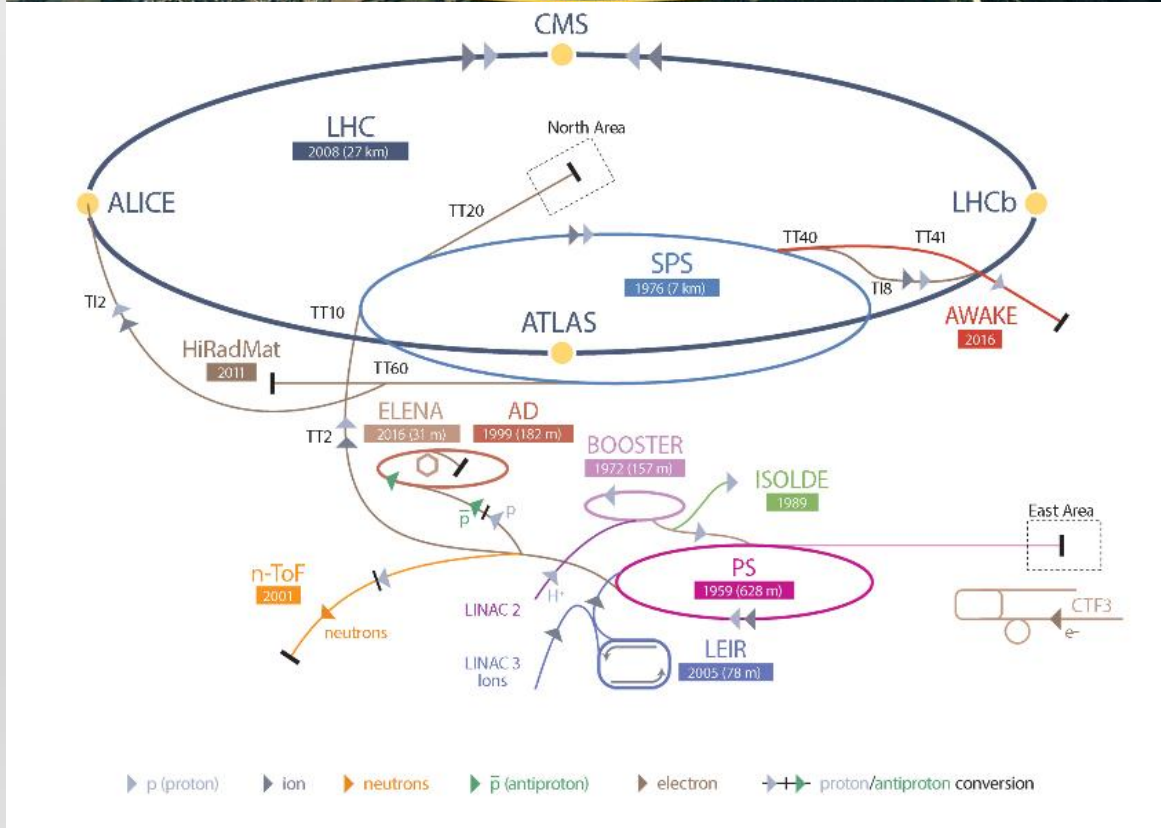 CMS
LHC
2008 (27 km)
North Area
ALICE
TT20
LHCb
TT40
TT41
SPS
1976 (7 km)
TI8
TI2
TT10
ATLAS
AWAKE
2016
HiRadMat
2011
TT60
ELENA
2016 (31 m)
AD
1999 (182 m)
TT2
BOOSTER
1972 (157 m)
ISOLDE
1989
p
p̅
East Area
n-ToF
2001
PS
1959 (628 m)
H⁺
LINAC 2
neutrons
CTF3
e-
LEIR
2005 (78 m)
LINAC 3
Ions
p (proton)
ion
neutrons
p̅ (antiproton)
electron
proton/antiproton conversion